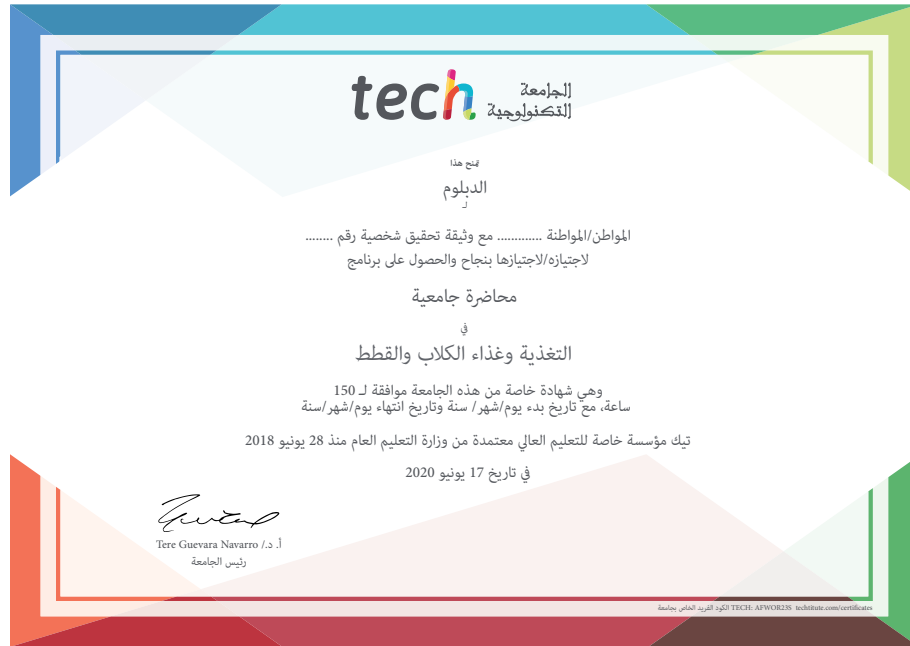 tech الجامعة
التكنولوجية
يمنح هذا
الدبلوم
لـ
المواطن/المواطنة ............. مع وثيقة تحقيق شخصية رقم ........
لاجتيازه/لاجتيازها بنجاح والحصول على برنامج
محاضرة جامعية
في
التغذية وغذاء الكلاب والقطط
وهي شهادة خاصة من هذه الجامعة موافقة لـ 150
ساعة، مع تاريخ بدء يوم/شهر/ سنة وتاريخ انتهاء يوم/شهر/سنة
تيك مؤسسة خاصة للتعليم العالي معتمدة من وزارة التعليم العام منذ 28 يونيو 2018
في تاريخ 17 يونيو 2020
أ. د./ Tere Guevara Navarro
رئيس الجامعة
الكود الفريد الخاص بجامعة TECH: AFWOR23S techtitute.com/certificates